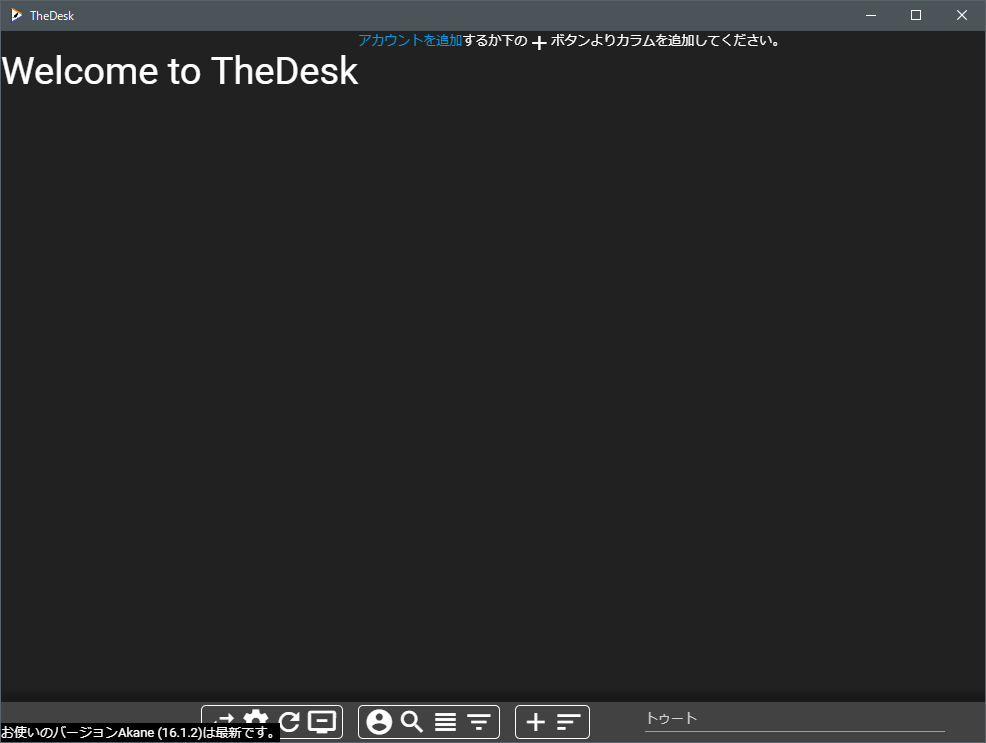 TheDesk
アカウントを追加するか下の + ボタンよりカラムを追加してください。
Welcome to TheDesk
トゥート
お使いのバージョンAkane (16.1.2)は最新です。